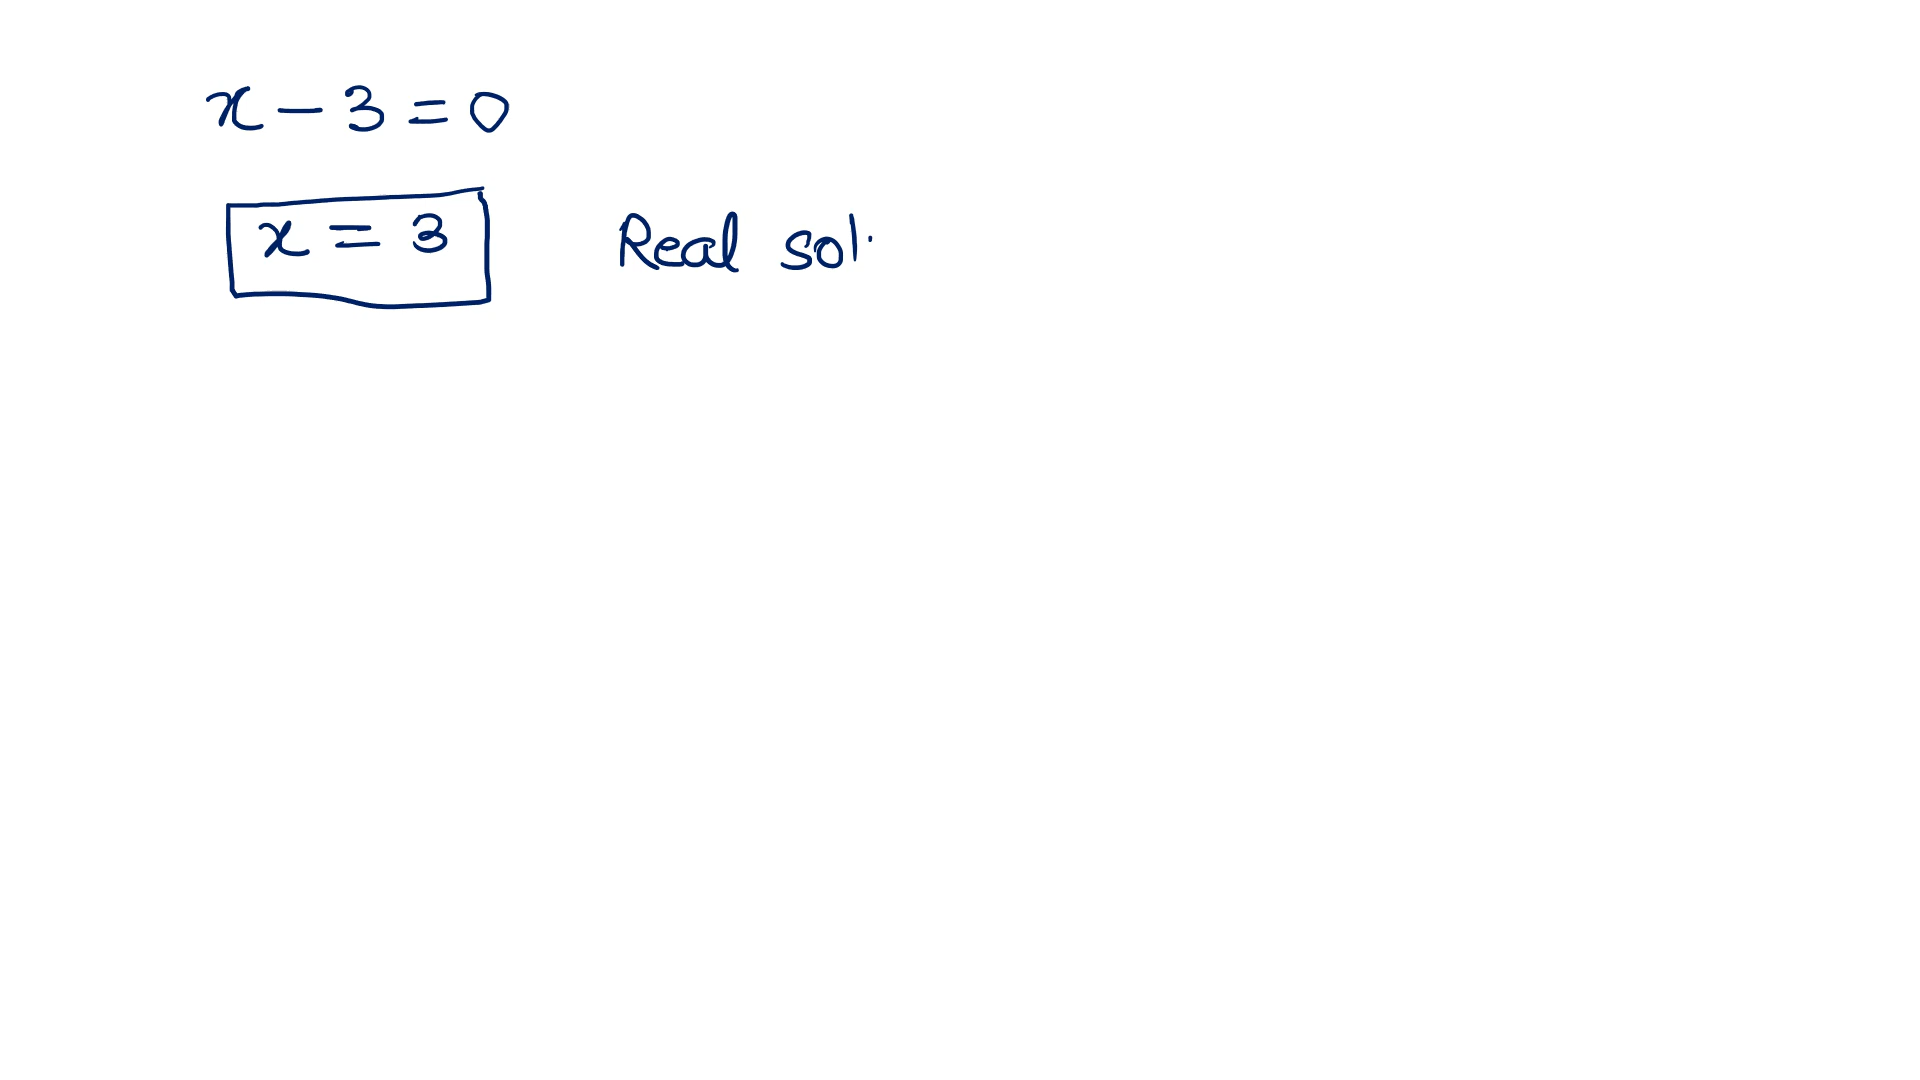 x - 3 = 0
x = 3 Real sol